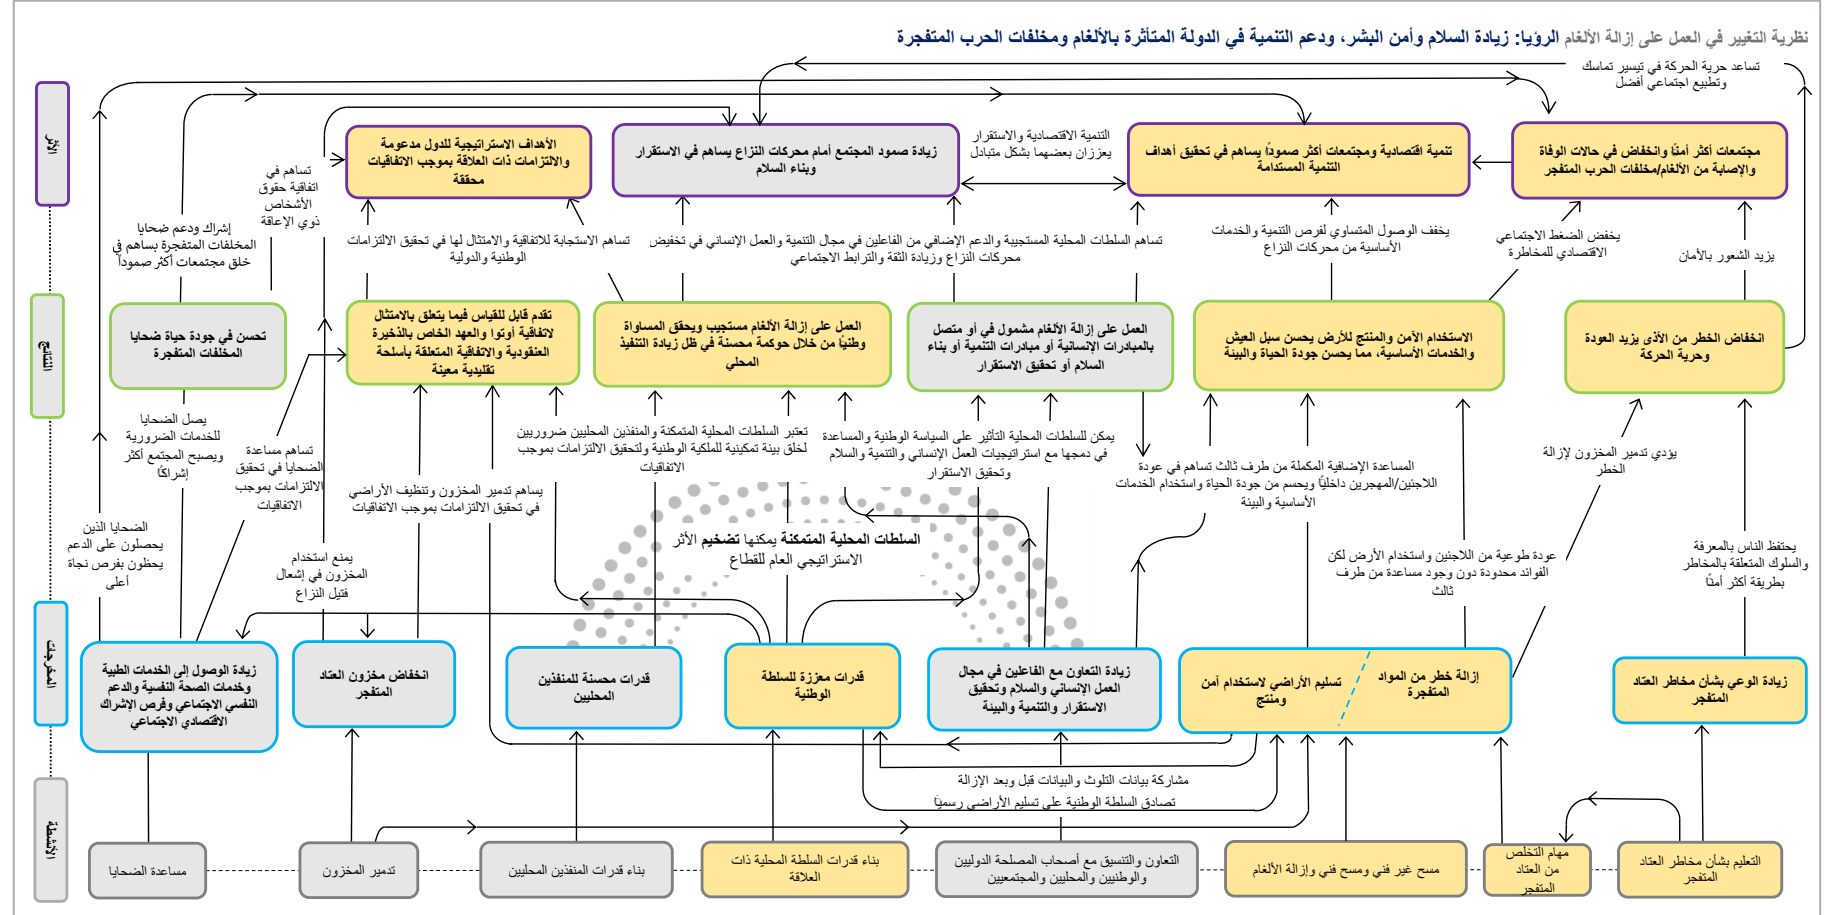 نظرية التغيير في العمل على إزالة الألغام الرؤيا: زيادة السلام وأمن البشر، ودعم التنمية في الدولة المتأثرة بالألغام ومخلفات الحرب المتفجرة
تساعد حرية الحركة في تيسير تماسك
وتطبيع اجتماعي أفضل
الأثر
مجتمعات أكثر أمنًا وانخفاض في حالات الوفاة
والإصابة من الألغام/مخلفات الحرب المتفجر
تنمية اقتصادية ومجتمعات أكثر صموداً يساهم في تحقيق أهداف
التنمية المستدامة
التنمية الاقتصادية والاستقرار
يعززان بعضهما بشكل متبادل
زيادة صمود المجتمع أمام محركات النزاع يساهم في الاستقرار
وبناء السلام
الأهداف الاستراتيجية للدول مدعومة
والالتزامات ذات العلاقة بموجب الاتفاقيات
محققة
تساهم في
اتفاقية حقوق
الأشخاص
ذوي الإعاقة
يزيد الشعور بالأمان
يخفض الضغط الاجتماعي
الاقتصادي للمخاطرة
يخفف الوصول المتساوي لفرص التنمية والخدمات
الأساسية من محركات النزاع
تساهم السلطات المحلية المستجيبة والدعم الإضافي من الفاعلين في مجال التنمية والعمل الإنساني في تخفيض
محركات النزاع وزيادة الثقة والترابط الاجتماعي
تساهم الاستجابة للاتفاقية والامتثال لها في تحقيق الالتزامات
الوطنية والدولية
إشراك ودعم ضحايا
المخلفات المتفجرة يساهم في
خلق مجتمعات أكثر صموداً
النتائج
انخفاض الخطر من الأذى يزيد العودة
وحرية الحركة
الاستخدام الآمن والمنتج للأرض يحسن سبل العيش
والخدمات الأساسية، مما يحسن جودة الحياة والبيئة
العمل على إزالة الألغام مشمول في أو متصل
بالمبادرات الإنسانية أو مبادرات التنمية أو بناء
السلام أو تحقيق الاستقرار
العمل على إزالة الألغام مستجيب ويحقق المساواة
وطنيًا من خلال حوكمة محسنة في ظل زيادة التنفيذ
المحلي
تقدم قابل للقياس فيما يتعلق بالامتثال
لاتفاقية أوتوا والعهد الخاص بالذخيرة
العنقودية والاتفاقية المتعلقة بأسلحة
تقليدية معينة
تحسن في جودة حياة ضحايا
المخلفات المتفجرة
يؤدي تدمير المخزون لإزالة
الخطر
المساعدة الإضافية المكملة من طرف ثالث تساهم في عودة
اللاجئين/المهجرين داخليًا ويحسم من جودة الحياة واستخدام الخدمات
الأساسية والبيئة
يمكن للسلطات المحلية التأثير على السياسة الوطنية والمساعدة
في دمجها مع استراتيجيات العمل الإنساني والتنمية والسلام
وتحقيق الاستقرار
تعتبر السلطات المحلية المتمكنة والمنفذين المحليين ضروريين
لخلق بيئة تمكينية للملكية الوطنية ولتحقيق الالتزامات بموجب
الاتفاقيات
يساهم تدمير المخزون وتنظيف الأراضي
في تحقيق الالتزامات بموجب الاتفاقيات
تساهم مساعدة
الضحايا في تحقيق
الالتزامات بموجب
الاتفاقيات
يصل الضحايا
للخدمات الضرورية
ويصبح المجتمع أكثر
إشراكًا
يحتفظ الناس بالمعرفة
والسلوك المتعلقة بالمخاطر
بطريقة أكثر أمنًا
عودة طوعية من اللاجئين واستخدام الأرض لكن
الفوائد محدودة دون وجود مساعدة من طرف
ثالث
السلطات المحلية المتمكنة يمكنها تضخيم الأثر
الاستراتيجي العام للقطاع
يمنع استخدام
المخزون في إشعال
فتيل النزاع
الضحايا الذين
يحصلون على الدعم
يحظون بفرص نجاة
أعلى
المخرجات
زيادة الوعي بشأن مخاطر العتاد
المتفجر
إزالة خطر من المواد
المتفجرة
تسليم الأراضي لاستخدام آمن
ومنتج
زيادة التعاون مع الفاعلين في مجال
العمل الإنساني والسلام وتحقيق
الاستقرار والتنمية والبيئة
قدرات معززة للسلطة
الوطنية
قدرات محسنة للمنفذين
المحليين
انخفاض مخزون العتاد
المتفجر
زيادة الوصول إلى الخدمات الطبية
وخدمات الصحة النفسية والدعم
النفسي الاجتماعي وفرص الإشراك
الاقتصادي الاجتماعي
مشاركة بيانات التلوث والبيانات قبل وبعد الإزالة
تصادق السلطة الوطنية على تسليم الأراضي رسميًا
الأنشطة
التعليم بشأن مخاطر العتاد
المتفجر
مهام التخلص
من العتاد
المتفجر
مسح غير فني ومسح فني وإزالة الألغام
التعاون والتنسيق مع أصحاب المصلحة الدوليين
والوطنيين والمحليين والمجتمعيين
بناء قدرات السلطة المحلية ذات
العلاقة
بناء قدرات المنفذين المحليين
تدمير المخزون
مساعدة الضحايا